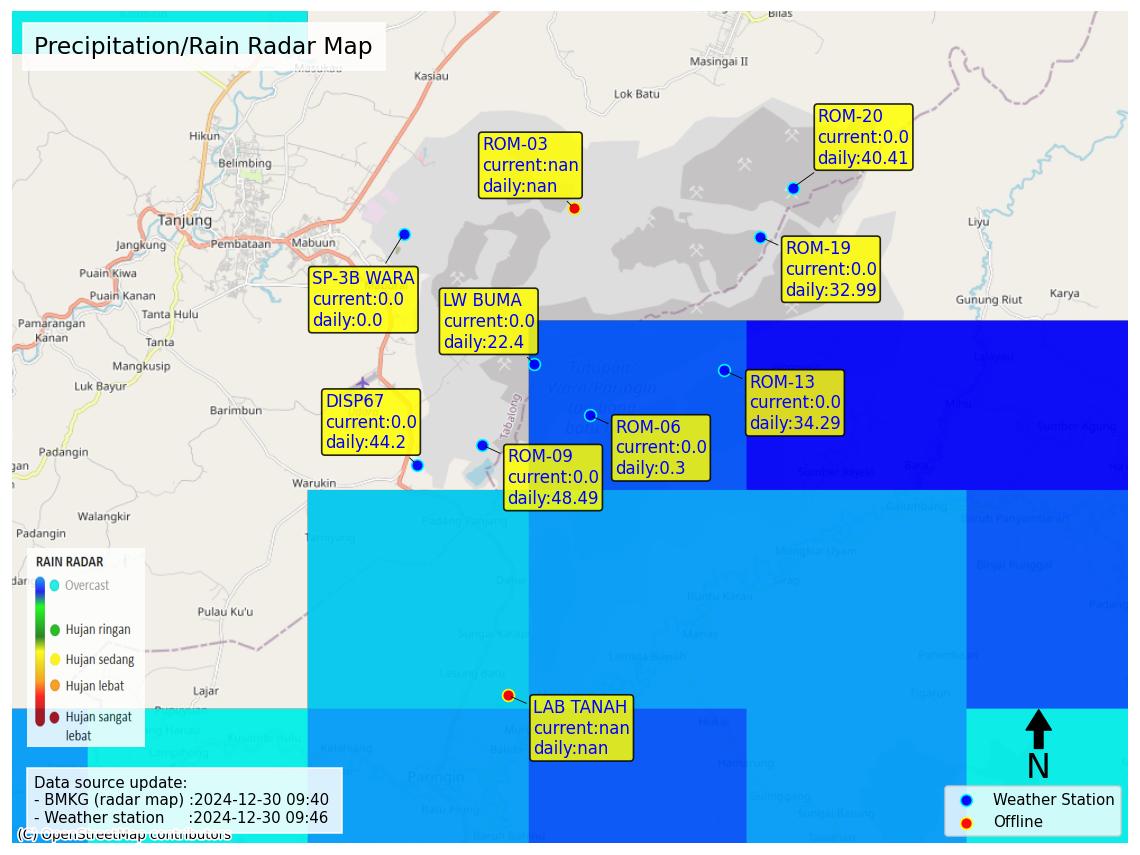 Precipitation/Rain Radar Map
Bilas
Masukau
Kasiau
Masingai II
Lok Batu
Hikun
Belimbing
ROM-03
current:nan
daily:nan
ROM-20
current:0.0
daily:40.41
Tanjung
Liyu
Jangkung
Pembataan
Mabuun
ROM-19
current:0.0
daily:32.99
Puain Kiwa
Puain Kanan
SP-3B WARA
current:0.0
daily:0.0
LW BUMA
current:0.0
daily:22.4
Gunung Riut
Karya
Tanta Hulu
Pamarangan
Kanan
Tanta
Mangkusip
Luk Bayur
Barimbun
Tabalong
ROM-13
current:0.0
daily:34.29
DISP67
current:0.0
daily:44.2
ROM-06
current:0.0
daily:0.3
ROM-09
current:0.0
daily:48.49
Warukin
Walangkir
Padangin
Padang Panjang
Tamiyang
RAIN RADAR
Overcast
Hujan ringan
Hujan sedang
Hujan lebat
Hujan sangat
lebat
Pulau Ku'u
Lajar
LAB TANAH
current:nan
daily:nan
Paringin
N
Data source update:
- BMKG (radar map) :2024-12-30 09:40
- Weather station :2024-12-30 09:46
(C) OpenStreetMap contributors
Weather Station
Offline